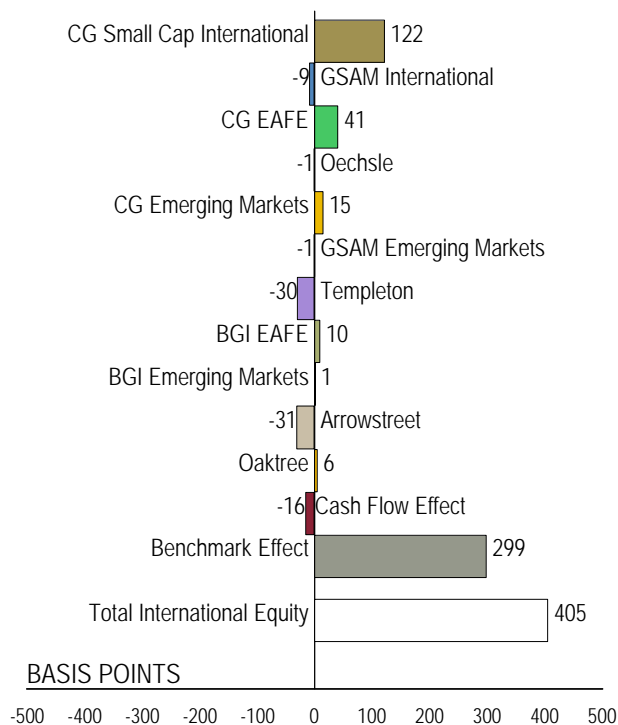 CG Small Cap International 122
-9 GSAM International
CG EAFE 41
-1 Oechsle
CG Emerging Markets 15
-1 GSAM Emerging Markets
-30 Templeton
BGI EAFE 10
BGI Emerging Markets 1
-31 Arrowstreet
Oaktree 6
-16 Cash Flow Effect
Benchmark Effect 299
Total International Equity 405
BASIS POINTS
-500 -400 -300 -200 -100 0 100 200 300 400 500